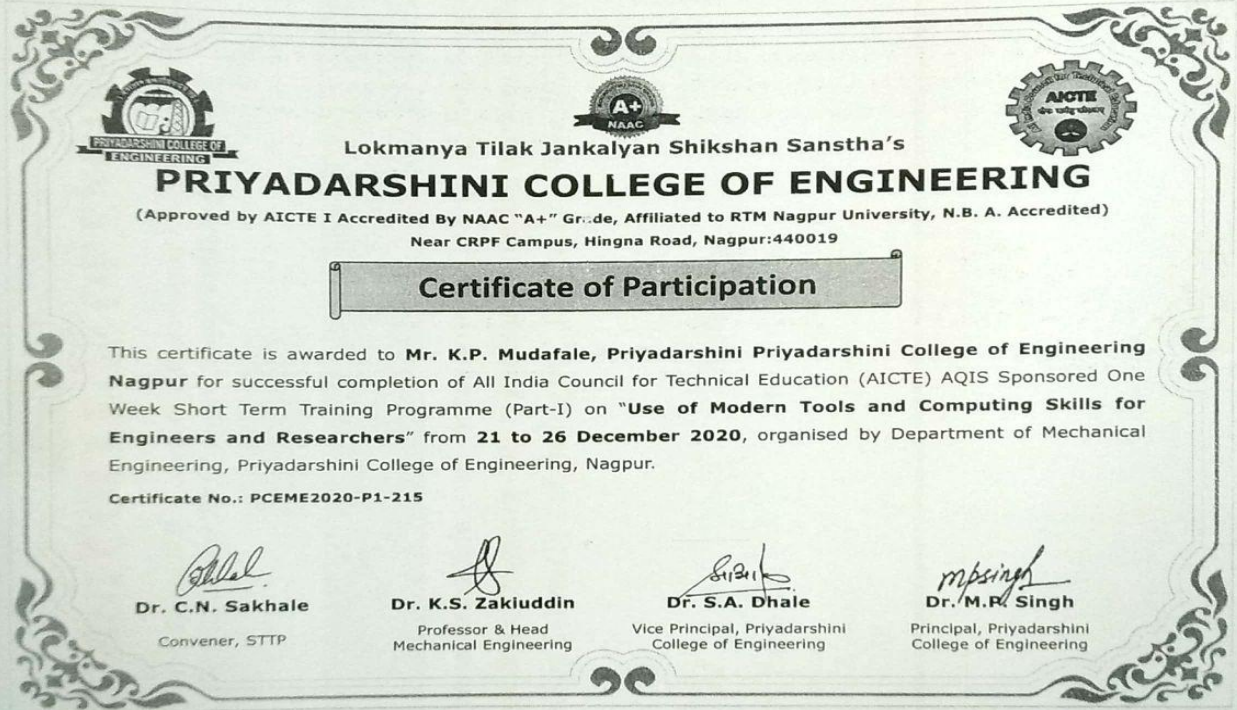 A+
NAAC
AICTE
PRIYADARSHINI COLLEGE OF
ENGINEERING
Lokmanya Tilak Jankalyan Shikshan Sanstha's
PRIYADARSHINI COLLEGE OF ENGINEERING
(Approved by AICTE I Accredited By NAAC "A+" Gr..de, Affiliated to RTM Nagpur University, N.B. A. Accredited)
Near CRPF Campus, Hingna Road, Nagpur:440019
Certificate of Participation
This certificate is awarded to Mr. K.P. Mudafale, Priyadarshini Priyadarshini College of Engineering
Nagpur for successful completion of All India Council for Technical Education (AICTE) AQIS Sponsored One
Week Short Term Training Programme (Part-I) on "Use of Modern Tools and Computing Skills for
Engineers and Researchers" from 21 to 26 December 2020, organised by Department of Mechanical
Engineering, Priyadarshini College of Engineering, Nagpur.
Certificate No.: PCEME2020-P1-215
mpsingh
Dr. C.N. Sakhale Dr. K.S. Zakiuddin Dr. S.A. Dhale Dr. M.P. Singh
Convener, STTP Professor & Head Vice Principal, Priyadarshini Principal, Priyadarshini
Mechanical Engineering College of Engineering College of Engineering